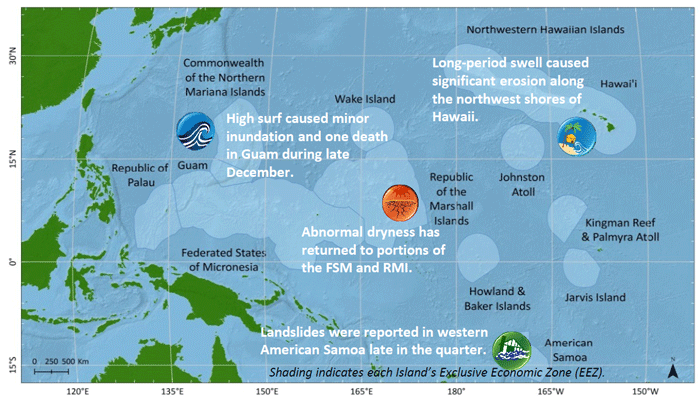 Northwestern Hawaiian Islands
30°N
Commonwealth
of the Northern
Mariana Islands
Long-period swell caused
significant erosion along
the northwest shores of
Hawaii.
Hawai'i
Wake Island
High surf caused minor
inundation and one death
in Guam during late
December.
15°N
Republic of
Palau
Guam
Republic
of the
Marshall
Islands
Johnston
Atoll
Abnormal dryness has
returned to portions of
the FSM and RMI.
Kingman Reef
& Palmyra Atoll
Federated States
of Micronesia
0°
Howland &
Baker Islands
Jarvis Island
Landslides were reported in western
American Samoa late in the quarter.
American
Samoa
0 250 500 Km
15°S
Shading indicates each Island's Exclusive Economic Zone (EEZ).
N
120°E 135°E 150°E 165°E 180° 165°W 150°W